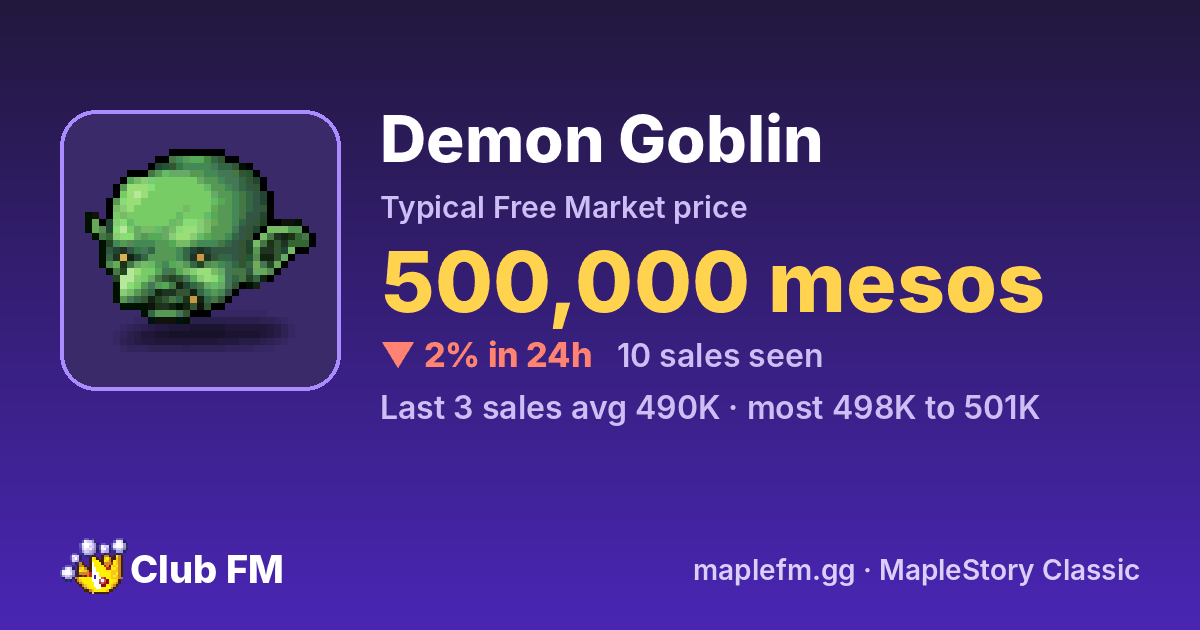 Demon Goblin
Typical Free Market price
500,000 mesos
▼ 2% in 24h 10 sales seen
Last 3 sales avg 490K · most 498K to 501K
Club FM
maplefm.gg · MapleStory Classic